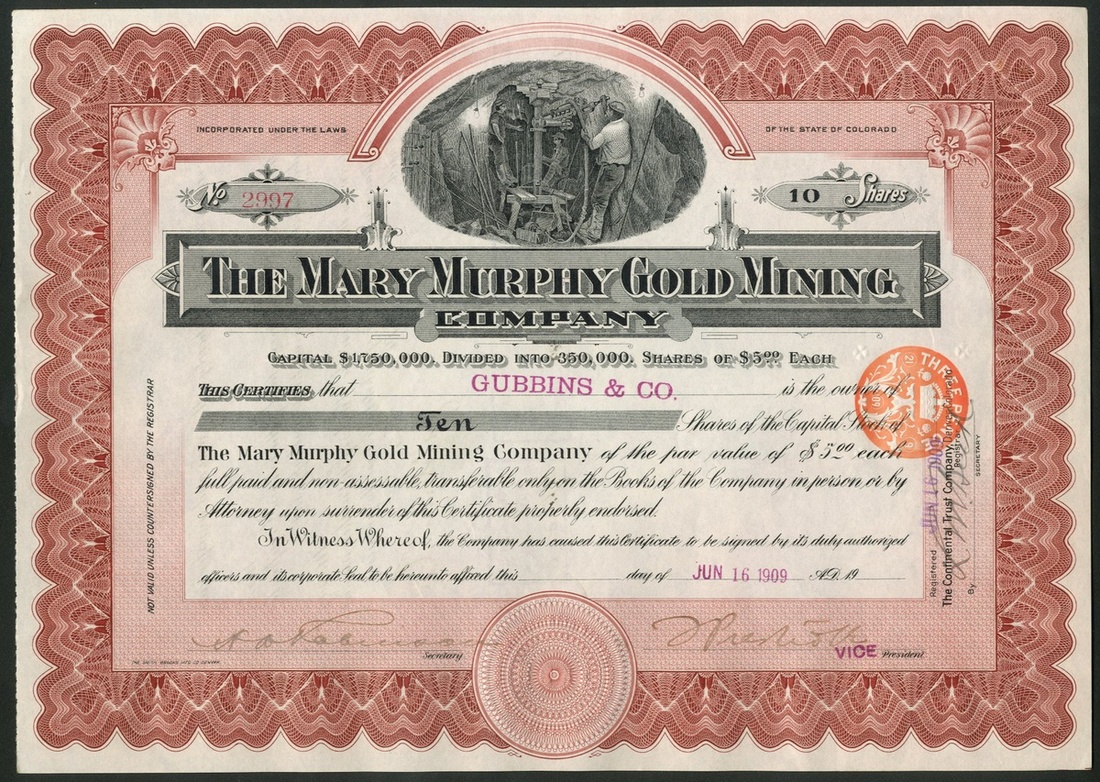 INCORPORATED UNDER THE LAWS
OF THE STATE OF COLORADO
No 2997
10 Shares
THE MARY MURPHY GOLD MINING
COMPANY
CAPITAL $1,750,000. DIVIDED INTO 350,000. SHARES OF $5.00 EACH
THIS CERTIFIES that GUBBINS & CO. is the owner of
Ten Shares of the Capital Stock of
The Mary Murphy Gold Mining Company of the par value of $5.00 each
full paid and non-assessable, transferable only on the Books of the Company in person or by
Attorney upon surrender of this Certificate properly endorsed.
In Witness Whereof, the Company has caused this Certificate to be signed by its duly authorized
officers and its corporate Seal to be hereunto affixed this day of JUN 16 1909 A.D. 19
Secretary
VICE President
NOT VALID UNLESS COUNTERSIGNED BY THE REGISTRAR
THREE
Registered JUN 16 1909
The Continental Trust Company, Denver
Registrar
By
SECRETARY